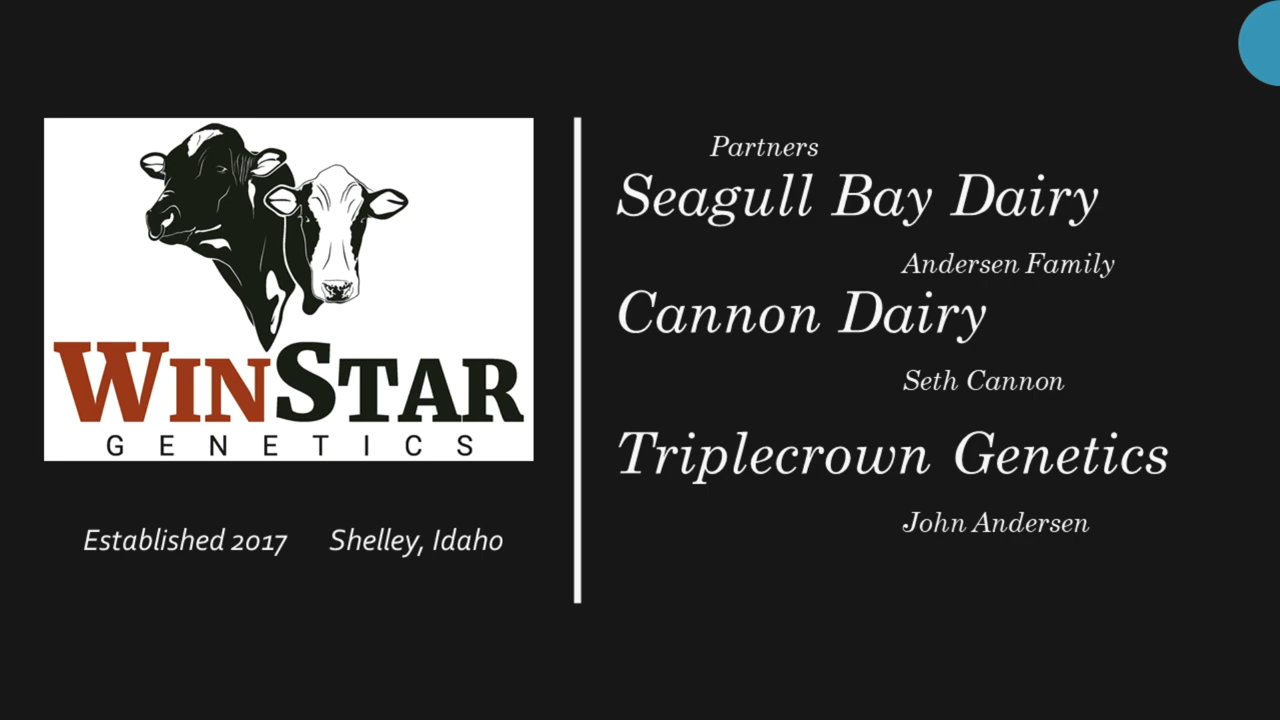 WINSTAR
GENETICS
Established 2017 Shelley, Idaho
Partners
Seagull Bay Dairy
Andersen Family
Cannon Dairy
Seth Cannon
Triplecrown Genetics
John Andersen